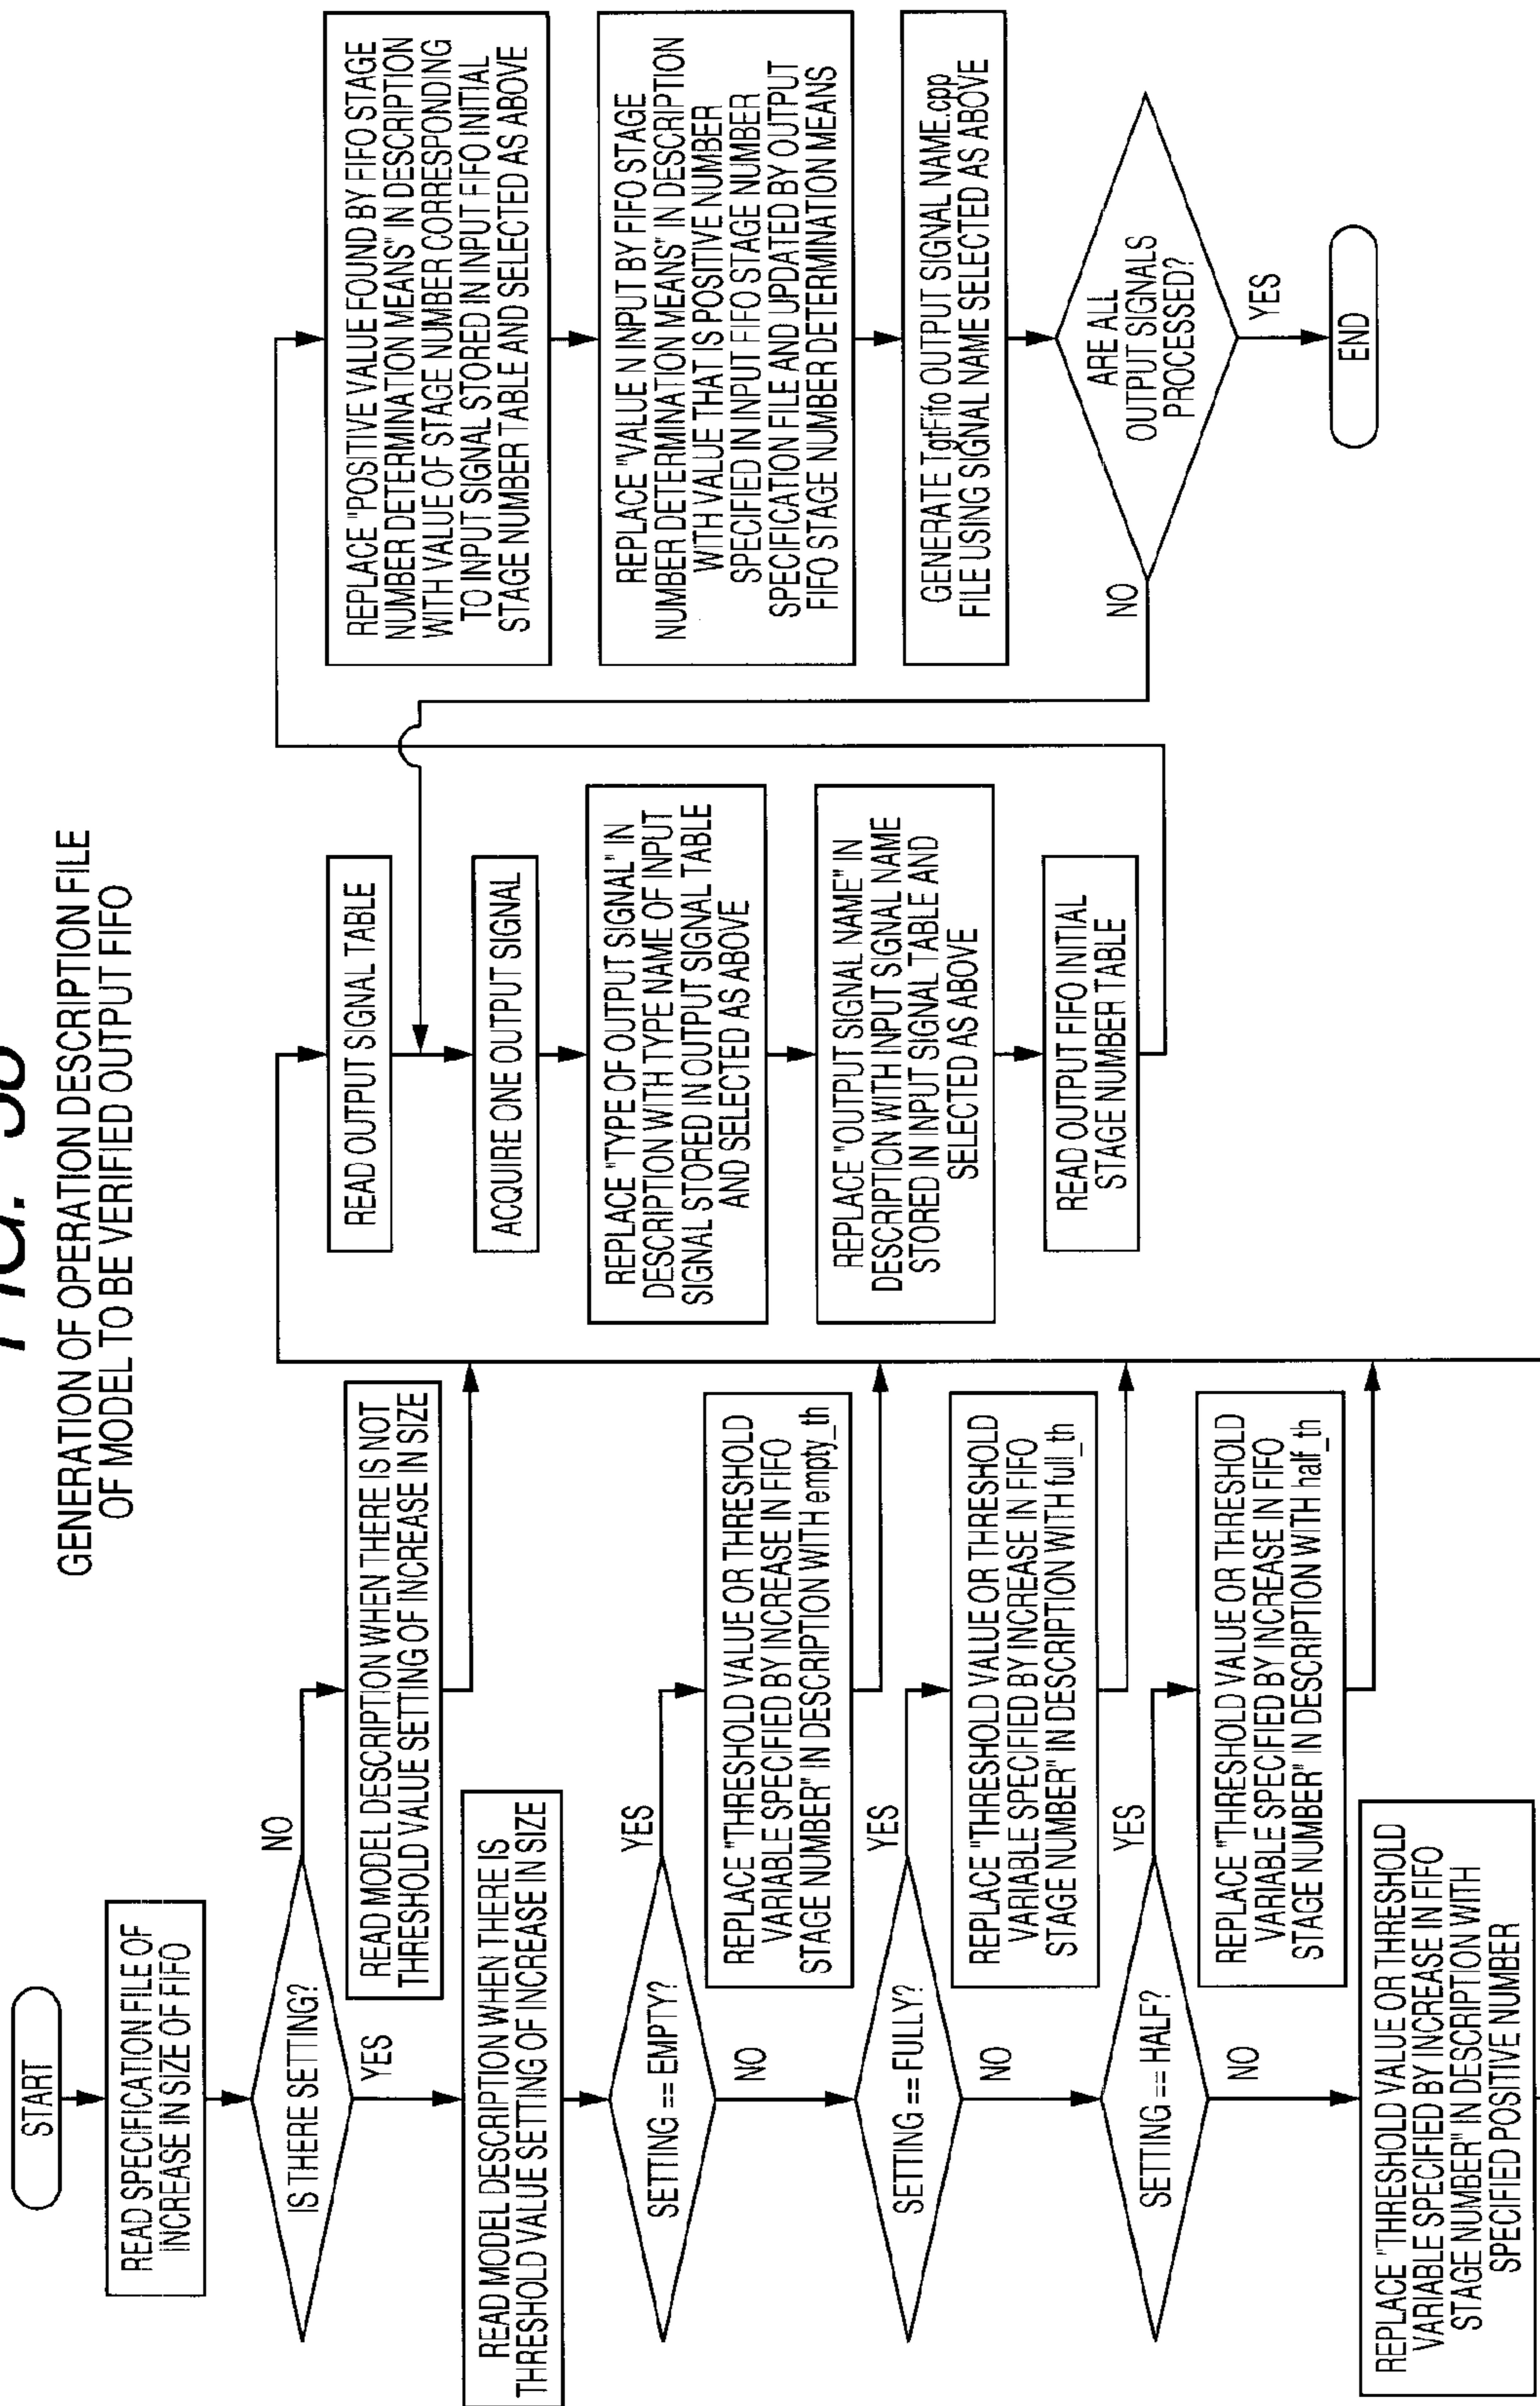 FIG.
GENERATION OF OPERATION DESCRIPTION FILE
OF MODEL TO BE VERIFIED OUTPUT FIFO
START
READ SPECIFICATION FILE OF
INCREASE IN SIZE OF FIFO
IS THERE SETTING?
NO
YES
READ MODEL DESCRIPTION WHEN THERE IS NOT
THRESHOLD VALUE SETTING OF INCREASE IN SIZE
READ MODEL DESCRIPTION WHEN THERE IS
THRESHOLD VALUE SETTING OF INCREASE IN SIZE
SETTING == EMPTY?
YES
NO
REPLACE "THRESHOLD VALUE OR THRESHOLD
VARIABLE SPECIFIED BY INCREASE IN FIFO
STAGE NUMBER" IN DESCRIPTION WITH empty_th
SETTING == FULLY?
YES
NO
REPLACE "THRESHOLD VALUE OR THRESHOLD
VARIABLE SPECIFIED BY INCREASE IN FIFO
STAGE NUMBER" IN DESCRIPTION WITH full_th
SETTING == HALF?
YES
NO
REPLACE "THRESHOLD VALUE OR THRESHOLD
VARIABLE SPECIFIED BY INCREASE IN FIFO
STAGE NUMBER" IN DESCRIPTION WITH half_th
REPLACE "THRESHOLD VALUE OR THRESHOLD
VARIABLE SPECIFIED BY INCREASE IN FIFO
STAGE NUMBER" IN DESCRIPTION WITH
SPECIFIED POSITIVE NUMBER
READ OUTPUT SIGNAL TABLE
ACQUIRE ONE OUTPUT SIGNAL
REPLACE "TYPE OF OUTPUT SIGNAL" IN
DESCRIPTION WITH TYPE NAME OF INPUT
SIGNAL STORED IN OUTPUT SIGNAL TABLE
AND SELECTED AS ABOVE
REPLACE "OUTPUT SIGNAL NAME" IN
DESCRIPTION WITH INPUT SIGNAL NAME
STORED IN INPUT SIGNAL TABLE AND
SELECTED AS ABOVE
READ OUTPUT FIFO INITIAL
STAGE NUMBER TABLE
REPLACE "POSITIVE VALUE FOUND BY FIFO STAGE
NUMBER DETERMINATION MEANS" IN DESCRIPTION
WITH VALUE OF STAGE NUMBER CORRESPONDING
TO INPUT SIGNAL STORED IN INPUT FIFO INITIAL
STAGE NUMBER TABLE AND SELECTED AS ABOVE
REPLACE "VALUE N INPUT BY FIFO STAGE
NUMBER DETERMINATION MEANS" IN DESCRIPTION
WITH VALUE THAT IS POSITIVE NUMBER
SPECIFIED IN INPUT FIFO STAGE NUMBER
SPECIFICATION FILE AND UPDATED BY OUTPUT
FIFO STAGE NUMBER DETERMINATION MEANS
GENERATE TgtFifo OUTPUT SIGNAL NAME.cpp
FILE USING SIGNAL NAME SELECTED AS ABOVE
ARE ALL
OUTPUT SIGNALS
PROCESSED?
NO
YES
END